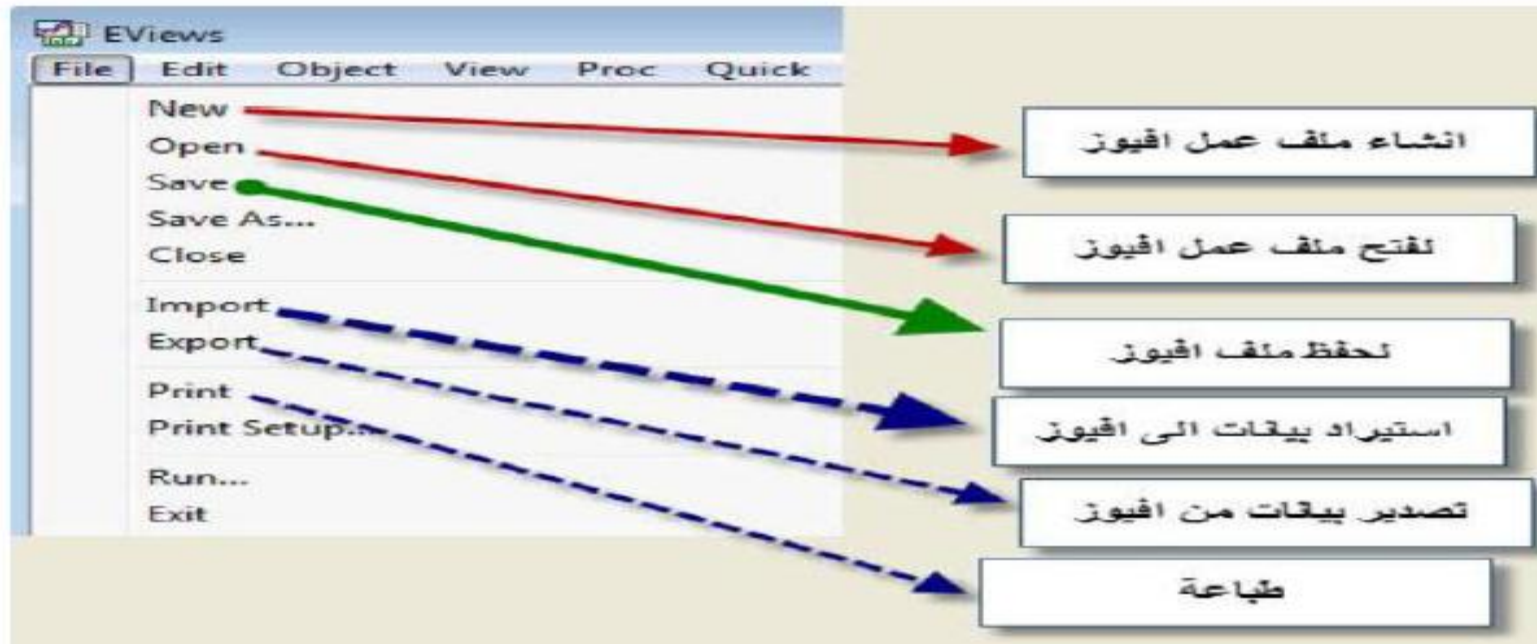 EViews
File Edit Object View Proc Quick
New
Open
Save
Save As...
Close
Import
Export
Print
Print Setup...
Run...
Exit
انشاء ملف عمل افيوز
لفتح ملف عمل افيوز
لحفظ ملف افيوز
استيراد بيانات الى افيوز
تصدير بيانات من افيوز
طباعة